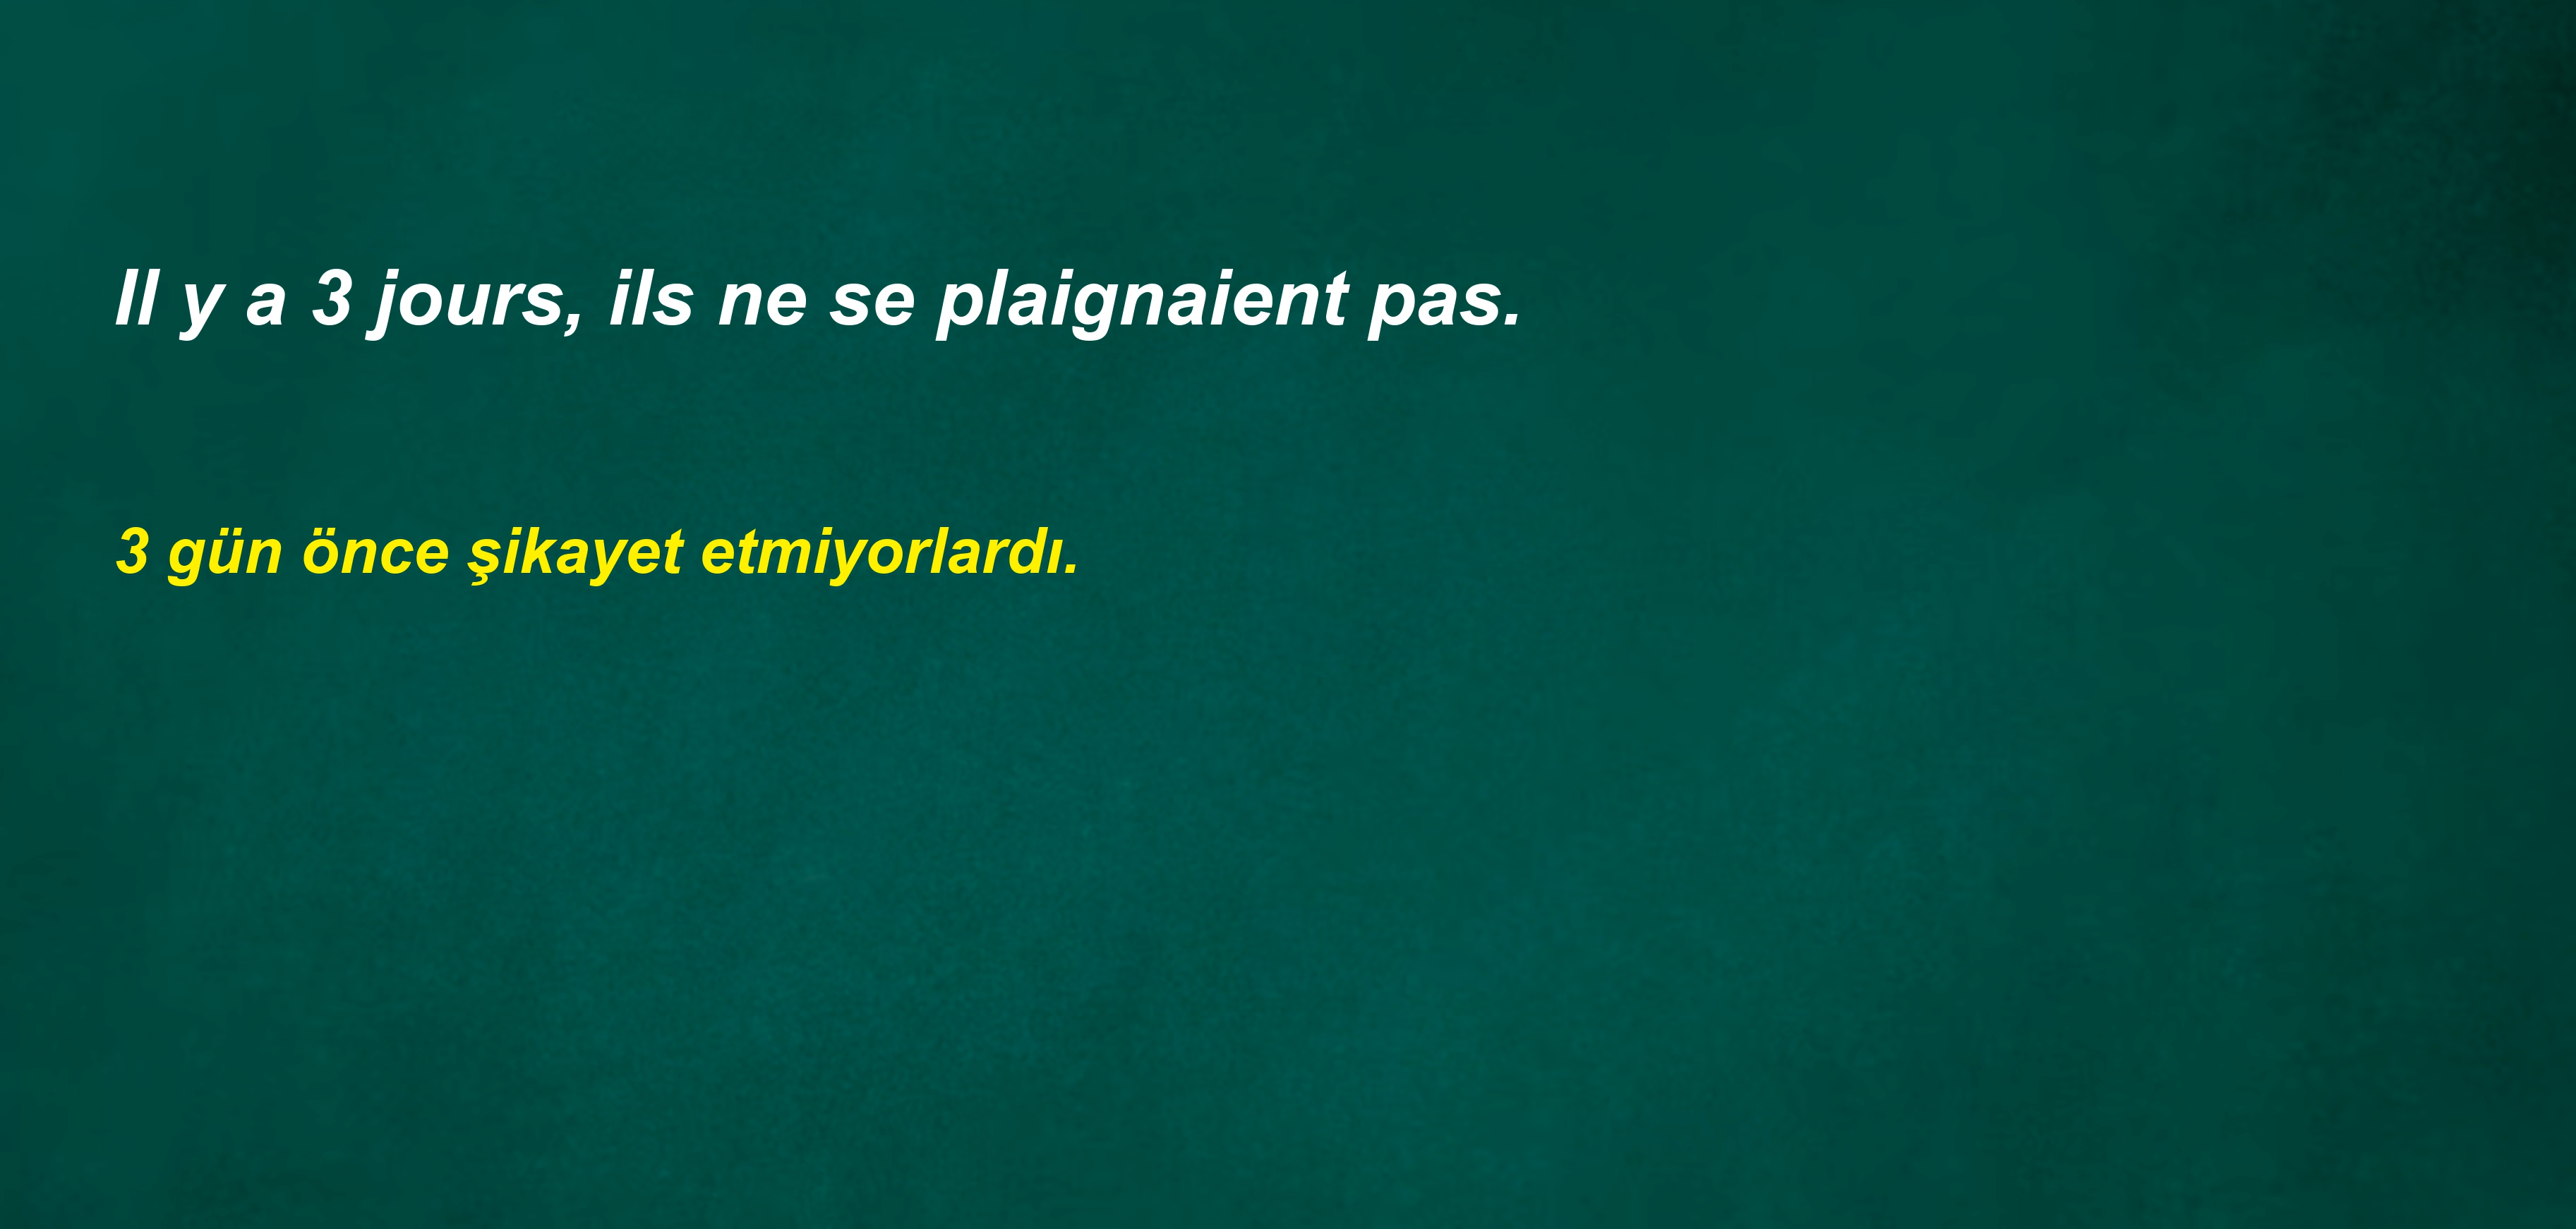 Il y a 3 jours, ils ne se plaignaient pas.
3 gün önce şikayet etmiyorlardı.